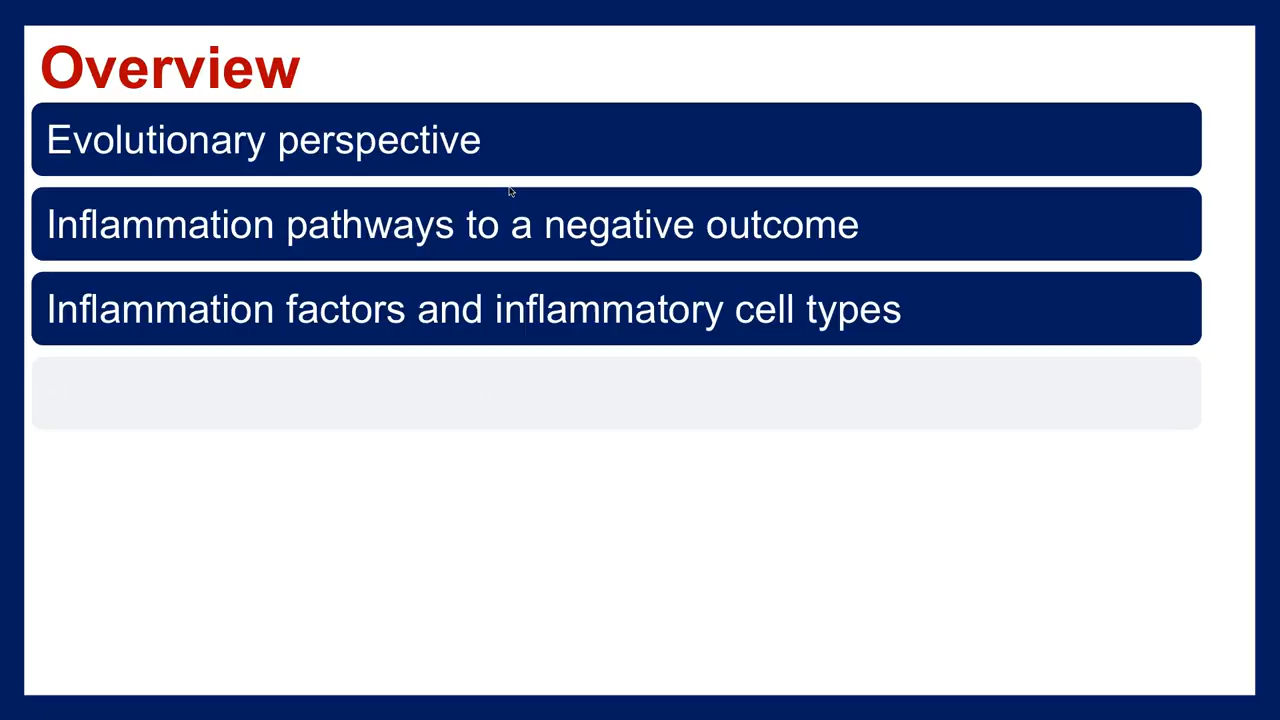 Overview
Evolutionary perspective
Inflammation pathways to a negative outcome
Inflammation factors and inflammatory cell types